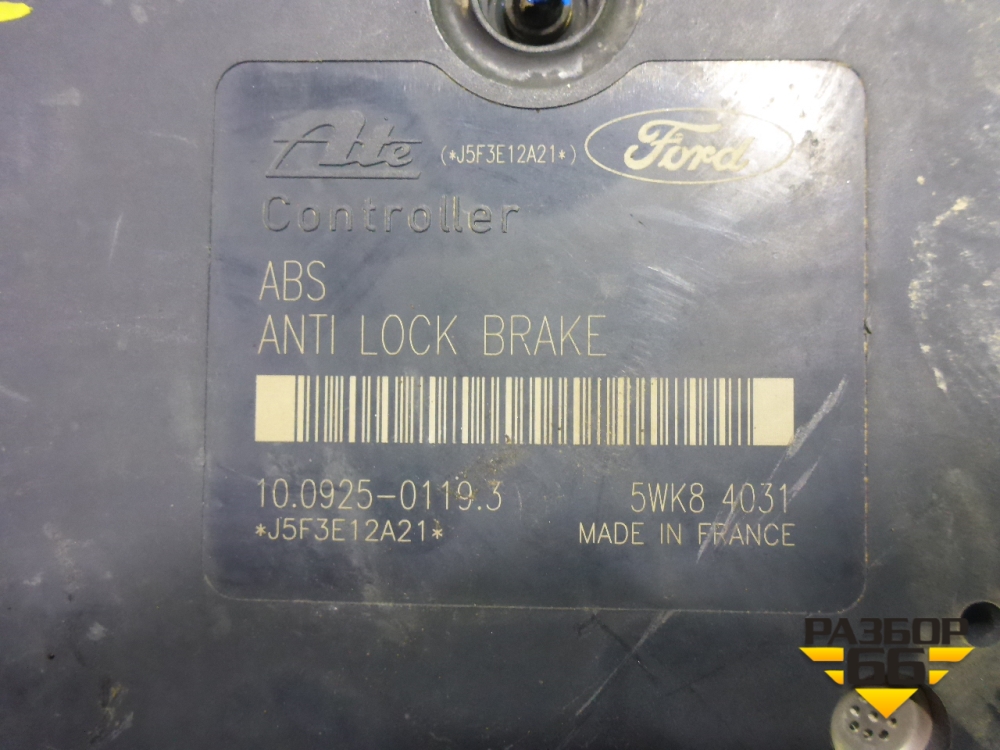 Ate (*J5F3E12A21*) Ford
Controller
ABS
ANTI LOCK BRAKE
10.0925-0119.3 5WK8 4031
*J5F3E12A21* MADE IN FRANCE
РАЗБОР
66